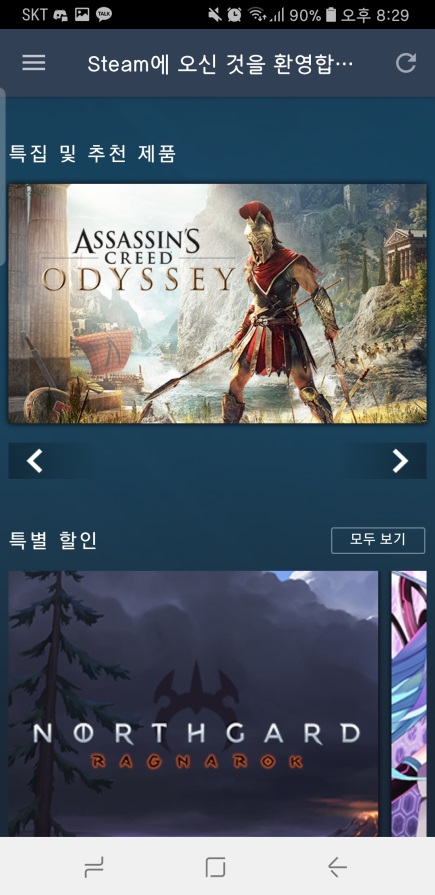 SKT TALK 90% 오후 8:29
Steam에 오신 것을 환영합…
특집 및 추천 제품
ASSASSIN'S
CREED
ODYSSEY
특별 할인
모두 보기
NORTHGARD
RAGNAROK